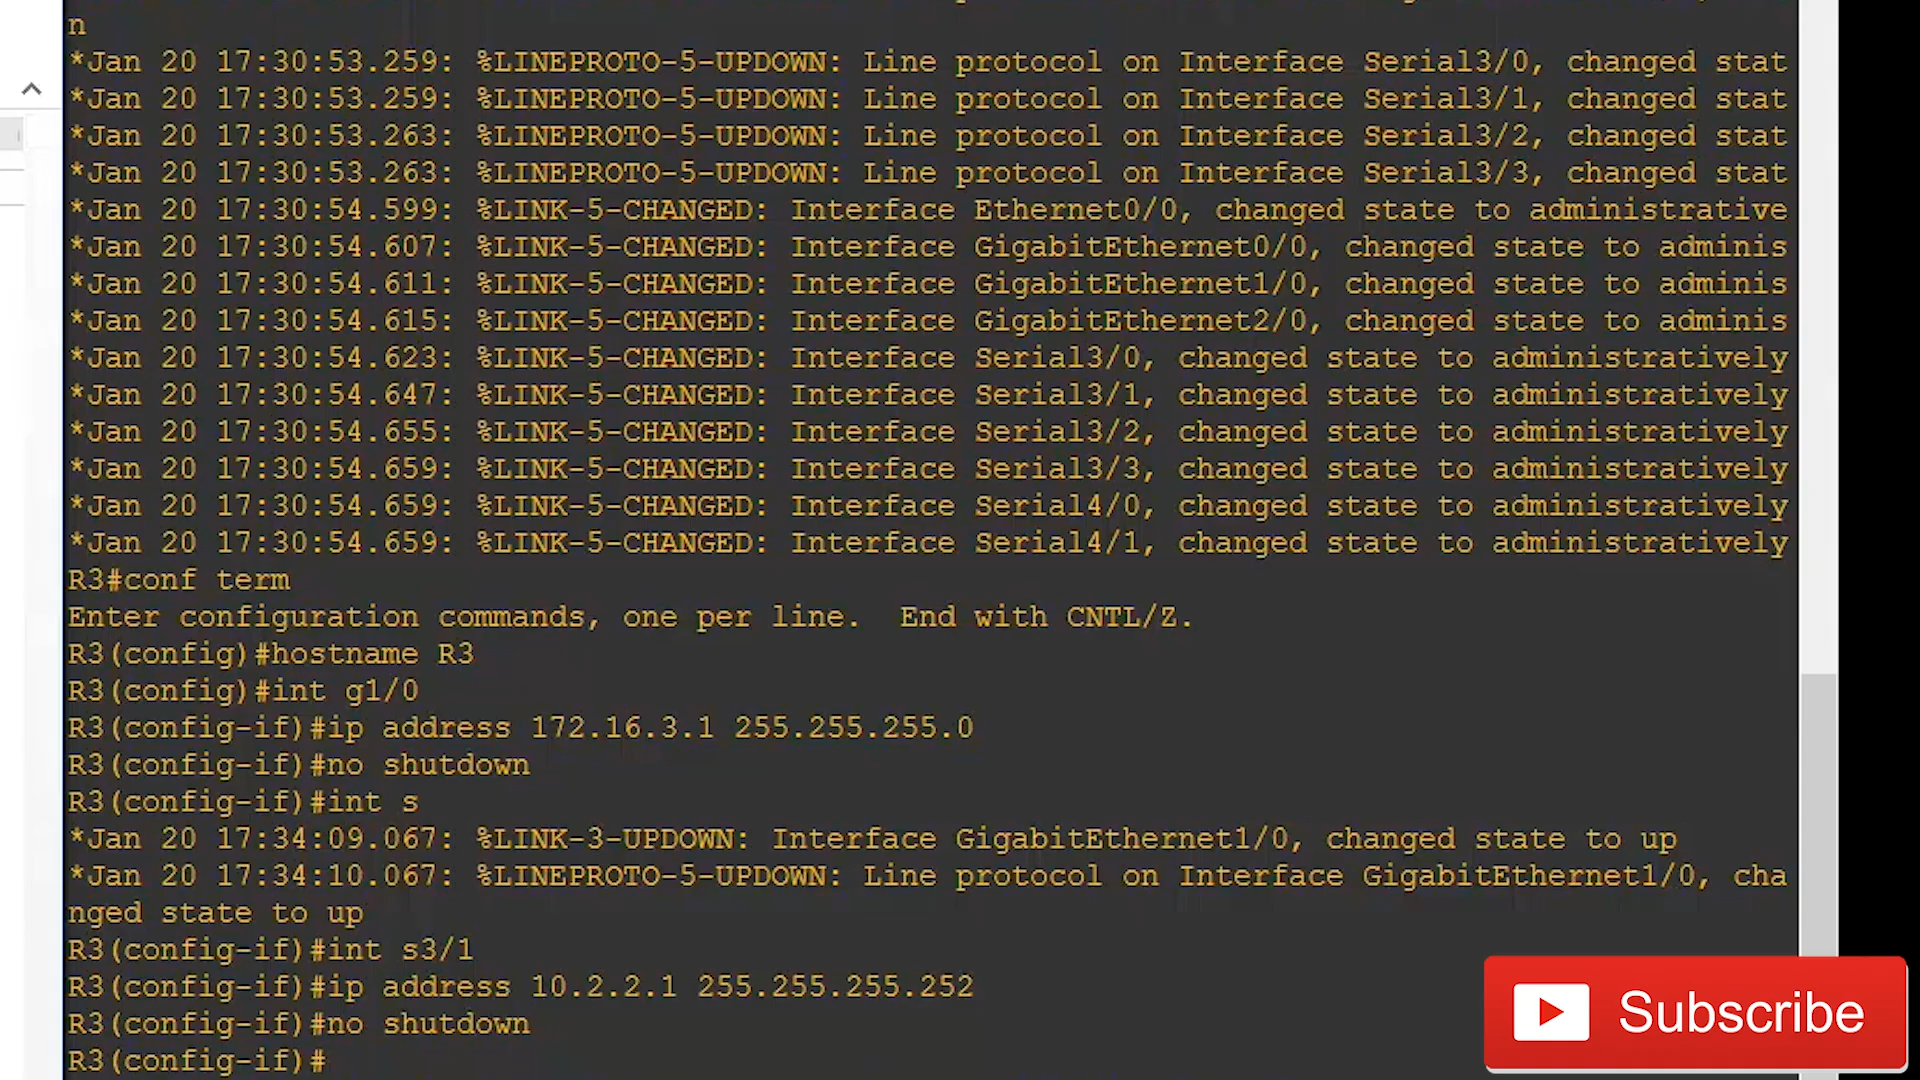 n
*Jan 20 17:30:53.259: %LINEPROTO-5-UPDOWN: Line protocol on Interface Serial3/0, changed stat
*Jan 20 17:30:53.259: %LINEPROTO-5-UPDOWN: Line protocol on Interface Serial3/1, changed stat
*Jan 20 17:30:53.263: %LINEPROTO-5-UPDOWN: Line protocol on Interface Serial3/2, changed stat
*Jan 20 17:30:53.263: %LINEPROTO-5-UPDOWN: Line protocol on Interface Serial3/3, changed stat
*Jan 20 17:30:54.599: %LINK-5-CHANGED: Interface Ethernet0/0, changed state to administrative
*Jan 20 17:30:54.607: %LINK-5-CHANGED: Interface GigabitEthernet0/0, changed state to adminis
*Jan 20 17:30:54.611: %LINK-5-CHANGED: Interface GigabitEthernet1/0, changed state to adminis
*Jan 20 17:30:54.615: %LINK-5-CHANGED: Interface GigabitEthernet2/0, changed state to adminis
*Jan 20 17:30:54.623: %LINK-5-CHANGED: Interface Serial3/0, changed state to administratively
*Jan 20 17:30:54.647: %LINK-5-CHANGED: Interface Serial3/1, changed state to administratively
*Jan 20 17:30:54.655: %LINK-5-CHANGED: Interface Serial3/2, changed state to administratively
*Jan 20 17:30:54.659: %LINK-5-CHANGED: Interface Serial3/3, changed state to administratively
*Jan 20 17:30:54.659: %LINK-5-CHANGED: Interface Serial4/0, changed state to administratively
*Jan 20 17:30:54.659: %LINK-5-CHANGED: Interface Serial4/1, changed state to administratively
R3#conf term
Enter configuration commands, one per line.  End with CNTL/Z.
R3(config)#hostname R3
R3(config)#int g1/0
R3(config-if)#ip address 172.16.3.1 255.255.255.0
R3(config-if)#no shutdown
R3(config-if)#int s
*Jan 20 17:34:09.067: %LINK-3-UPDOWN: Interface GigabitEthernet1/0, changed state to up
*Jan 20 17:34:10.067: %LINEPROTO-5-UPDOWN: Line protocol on Interface GigabitEthernet1/0, cha
nged state to up
R3(config-if)#int s3/1
R3(config-if)#ip address 10.2.2.1 255.255.255.252
R3(config-if)#no shutdown
R3(config-if)#
Subscribe